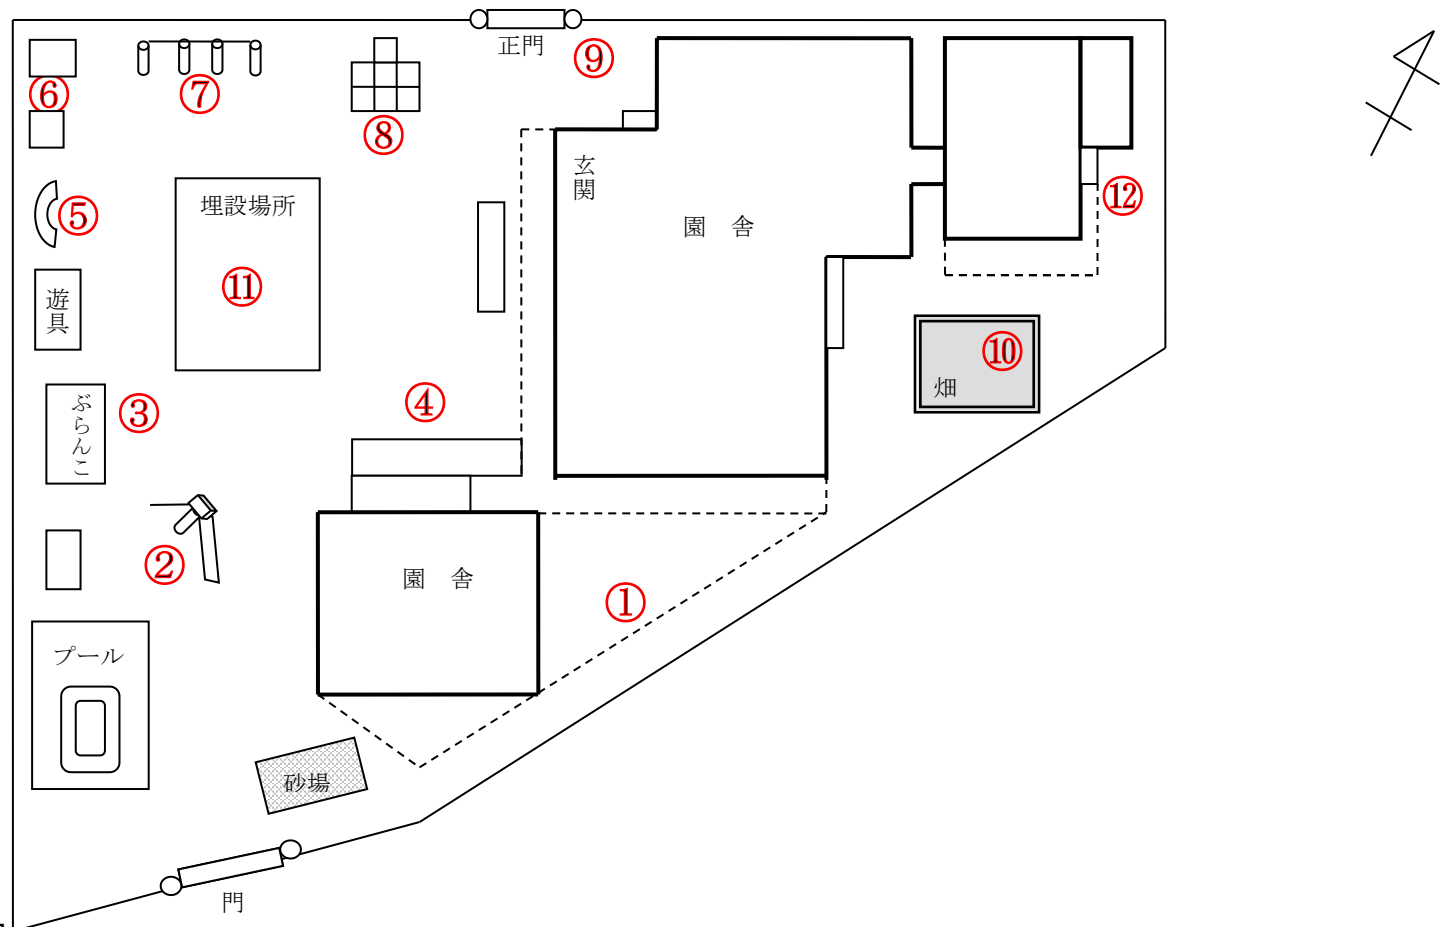 正門
⑨
⑥
⑦
⑧
玄関
⑫
⑤
埋設場所
園 舎
⑪
遊具
⑩
畑
③
ぶらんこ
④
②
園 舎
①
プール
砂場
門